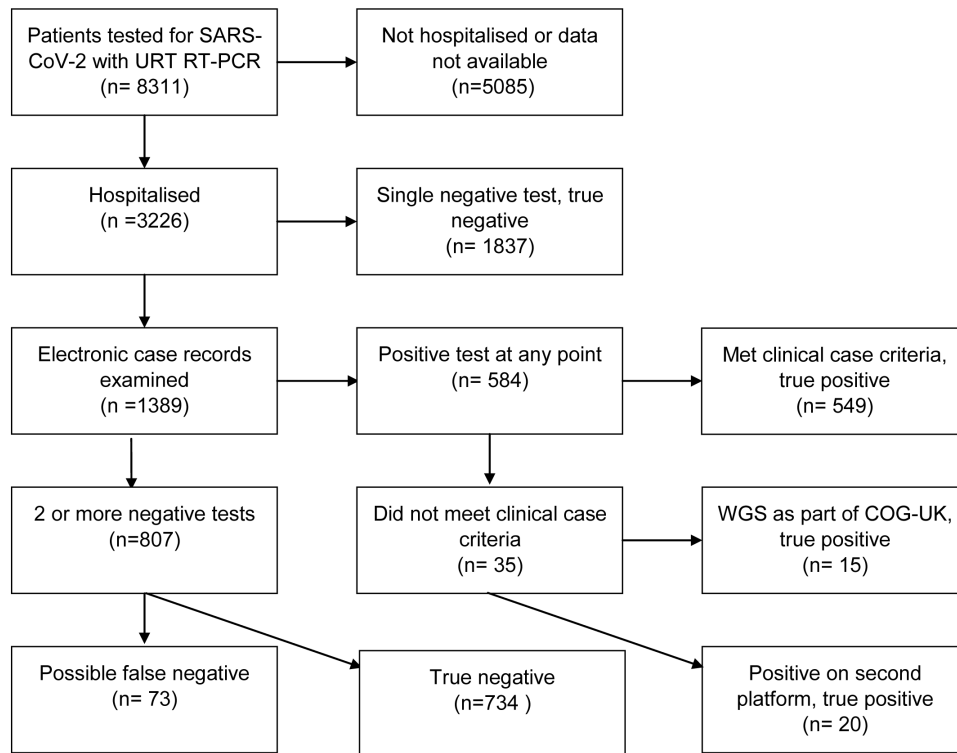 Patients tested for SARS-
CoV-2 with URT RT-PCR
(n= 8311)
Not hospitalised or data
not available
(n=5085)
Hospitalised
(n =3226)
Single negative test, true
negative
(n= 1837)
Electronic case records
examined
(n =1389)
Positive test at any point
(n= 584)
Met clinical case criteria,
true positive
(n= 549)
2 or more negative tests
(n=807)
Did not meet clinical case
criteria
(n= 35)
WGS as part of COG-UK,
true positive
(n= 15)
Possible false negative
(n= 73)
True negative
(n=734 )
Positive on second
platform, true positive
(n= 20)